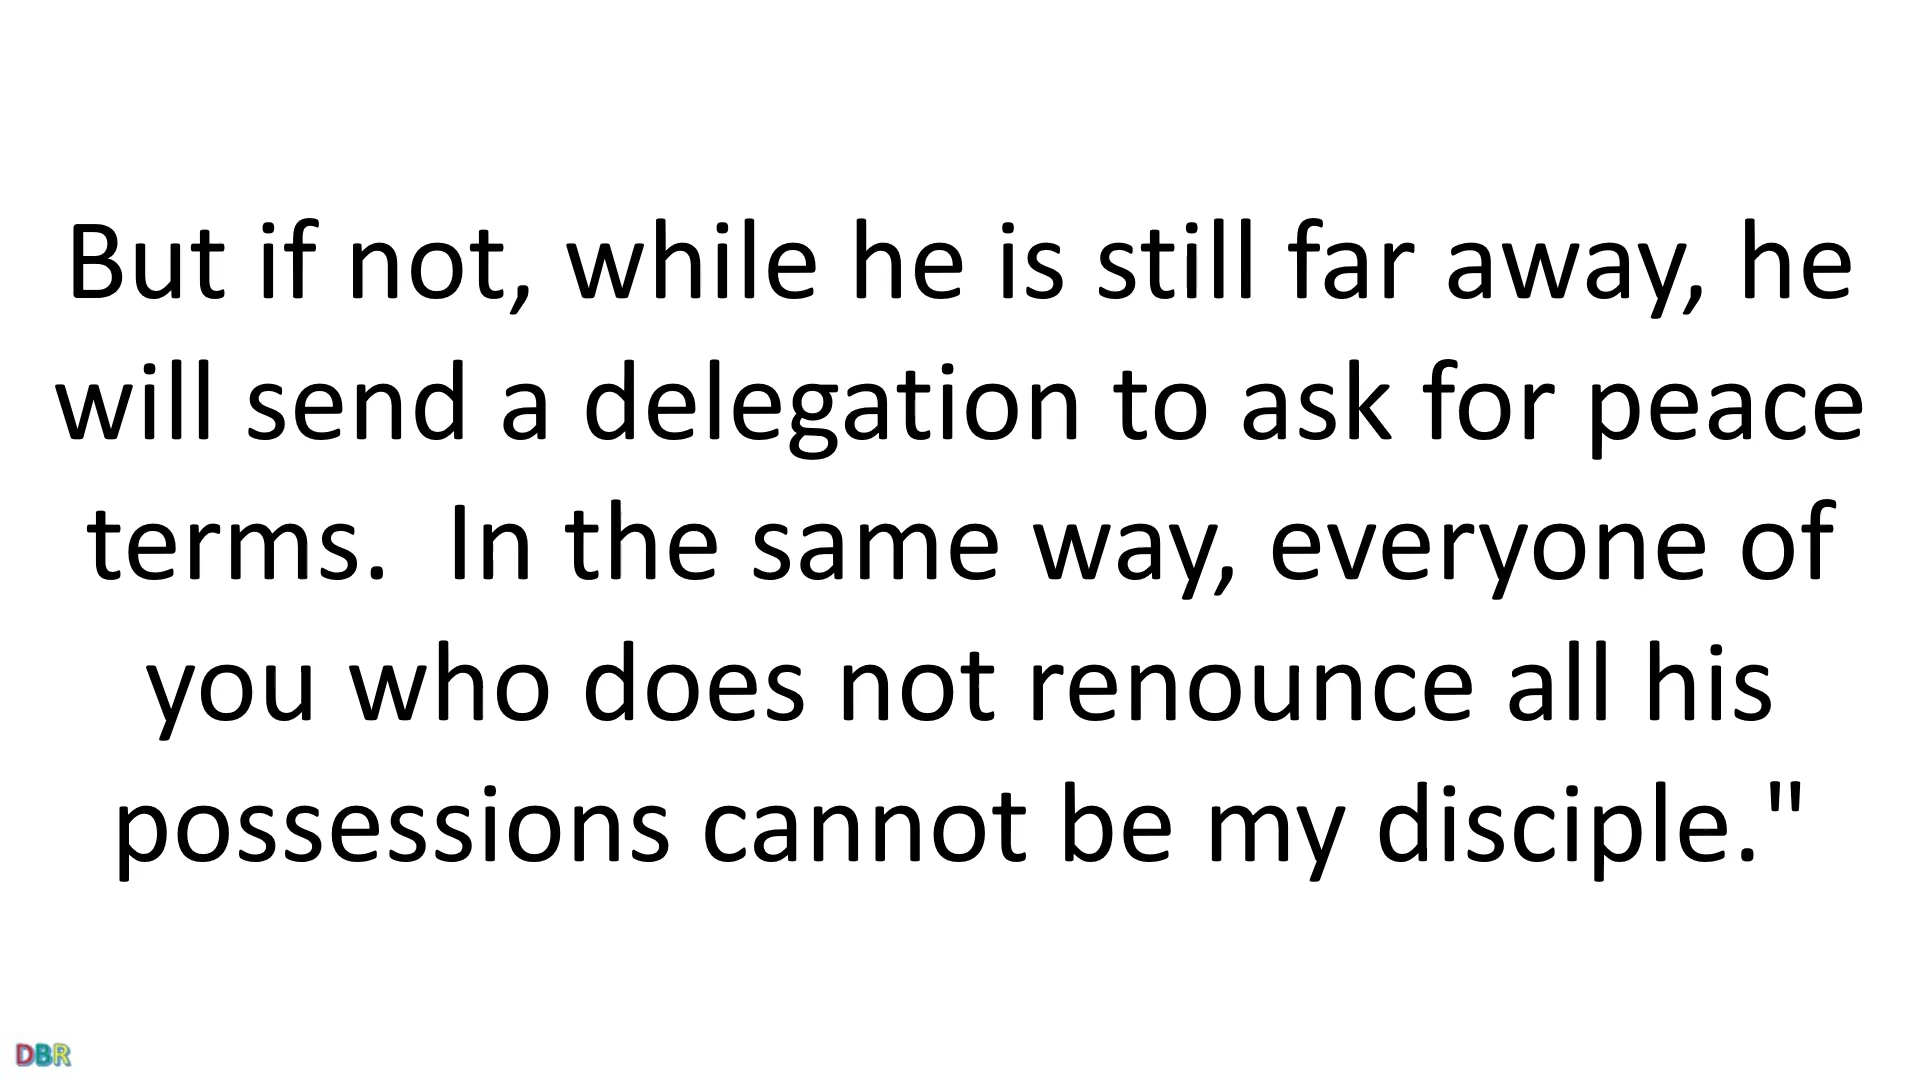 But if not, while he is still far away, he
will send a delegation to ask for peace
terms.  In the same way, everyone of
you who does not renounce all his
possessions cannot be my disciple."
DBR